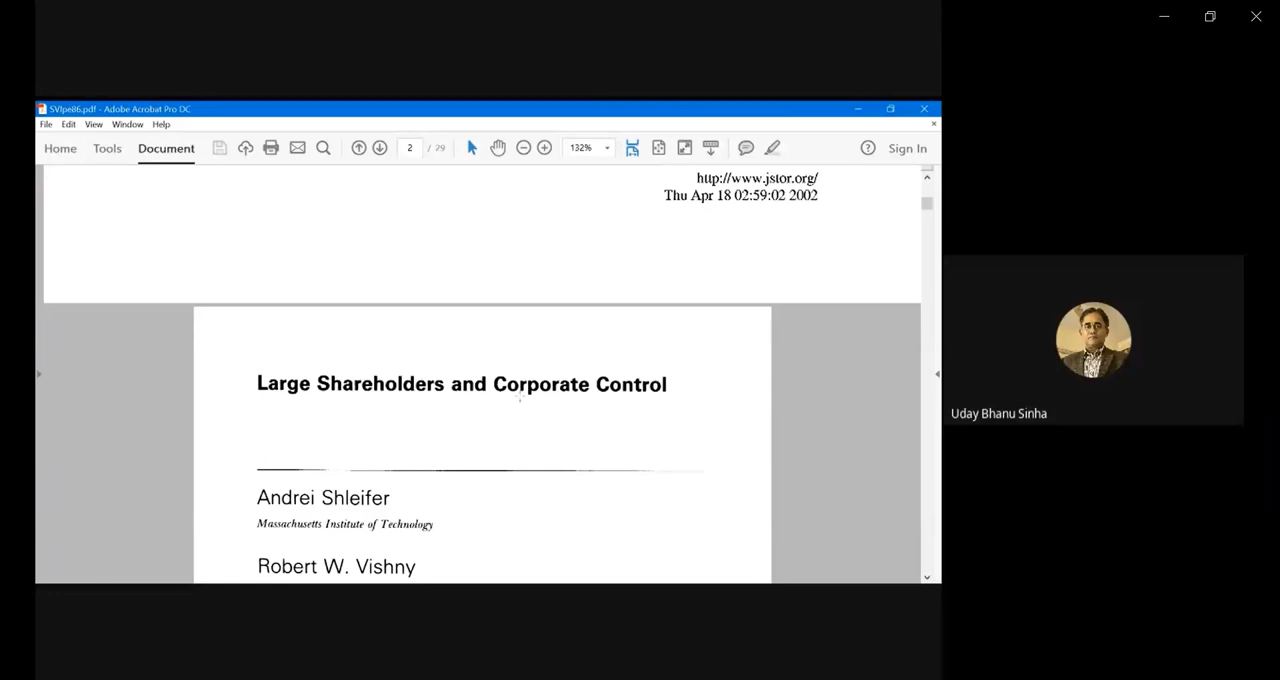 SVJpe86.pdf - Adobe Acrobat Pro DC
File Edit View Window Help
Home Tools Document 2 / 29 132% Sign In
http://www.jstor.org/
Thu Apr 18 02:59:02 2002
Large Shareholders and Corporate Control
Andrei Shleifer
Massachusetts Institute of Technology
Robert W. Vishny
Uday Bhanu Sinha